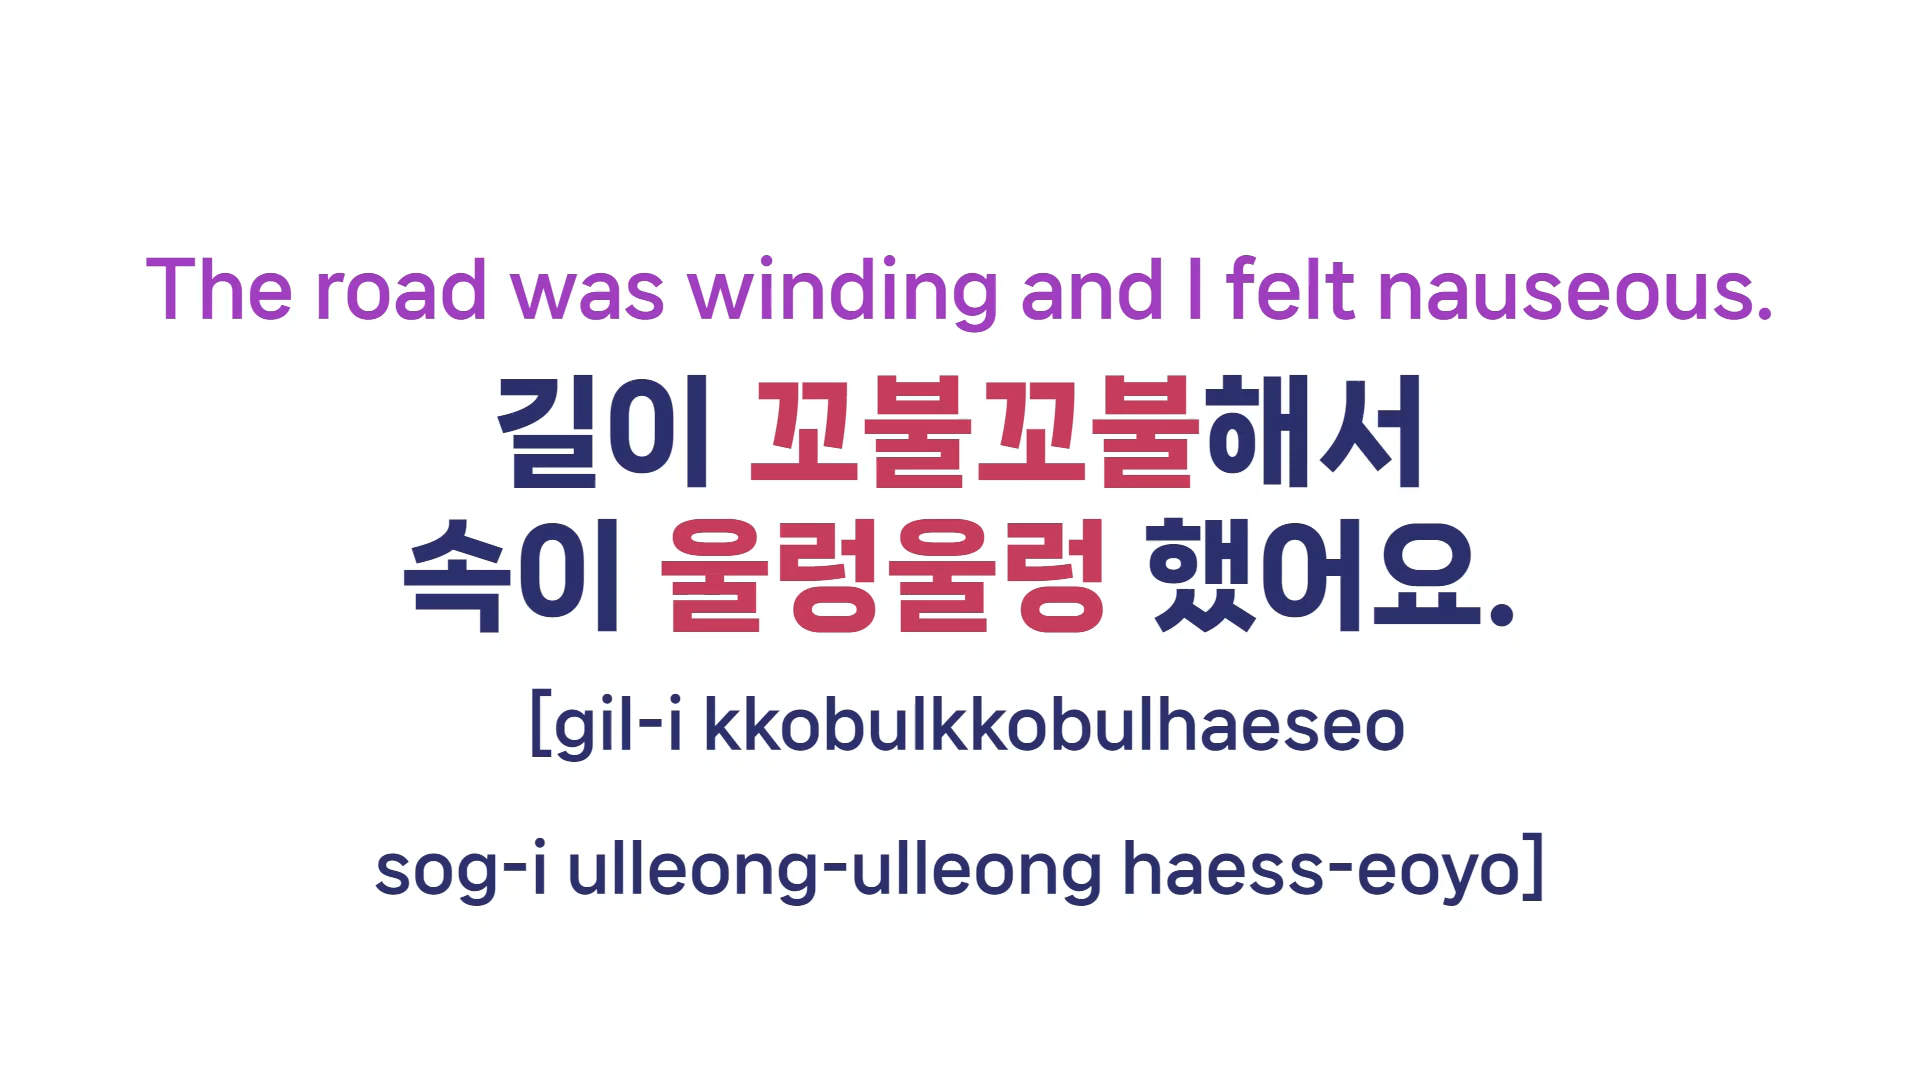 The road was winding and I felt nauseous.
길이 꼬불꼬불해서
속이 울렁울렁 했어요.
[gil-i kkobulkkobulhaeseo
sog-i ulleong-ulleong haess-eoyo]